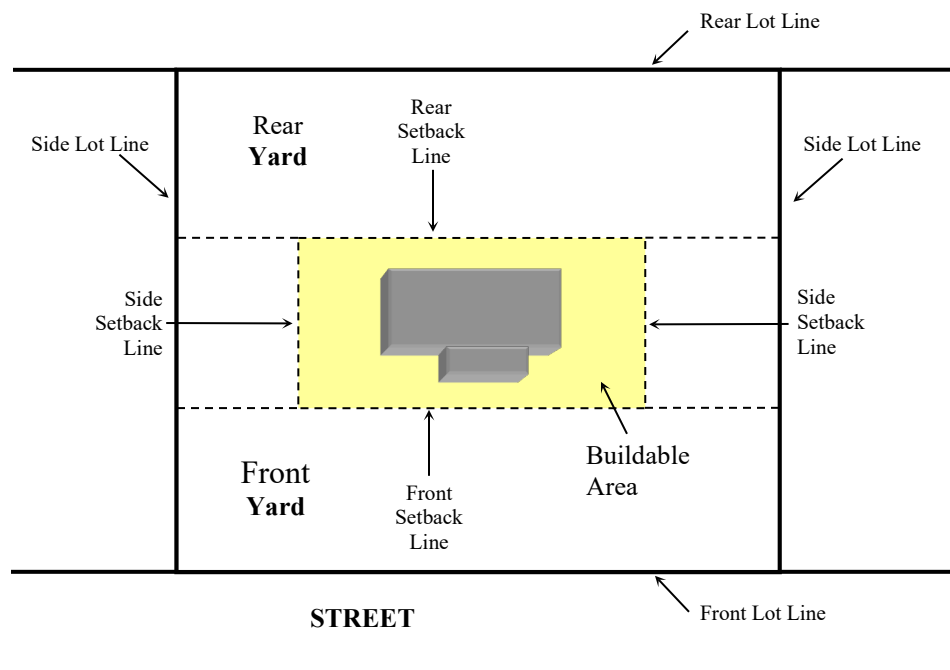 Rear Lot Line
Rear
Setback
Line
Rear
Yard
Side Lot Line
Side Lot Line
Side
Setback
Line
Side
Setback
Line
Buildable
Area
Front
Yard
Front
Setback
Line
Front Lot Line
STREET